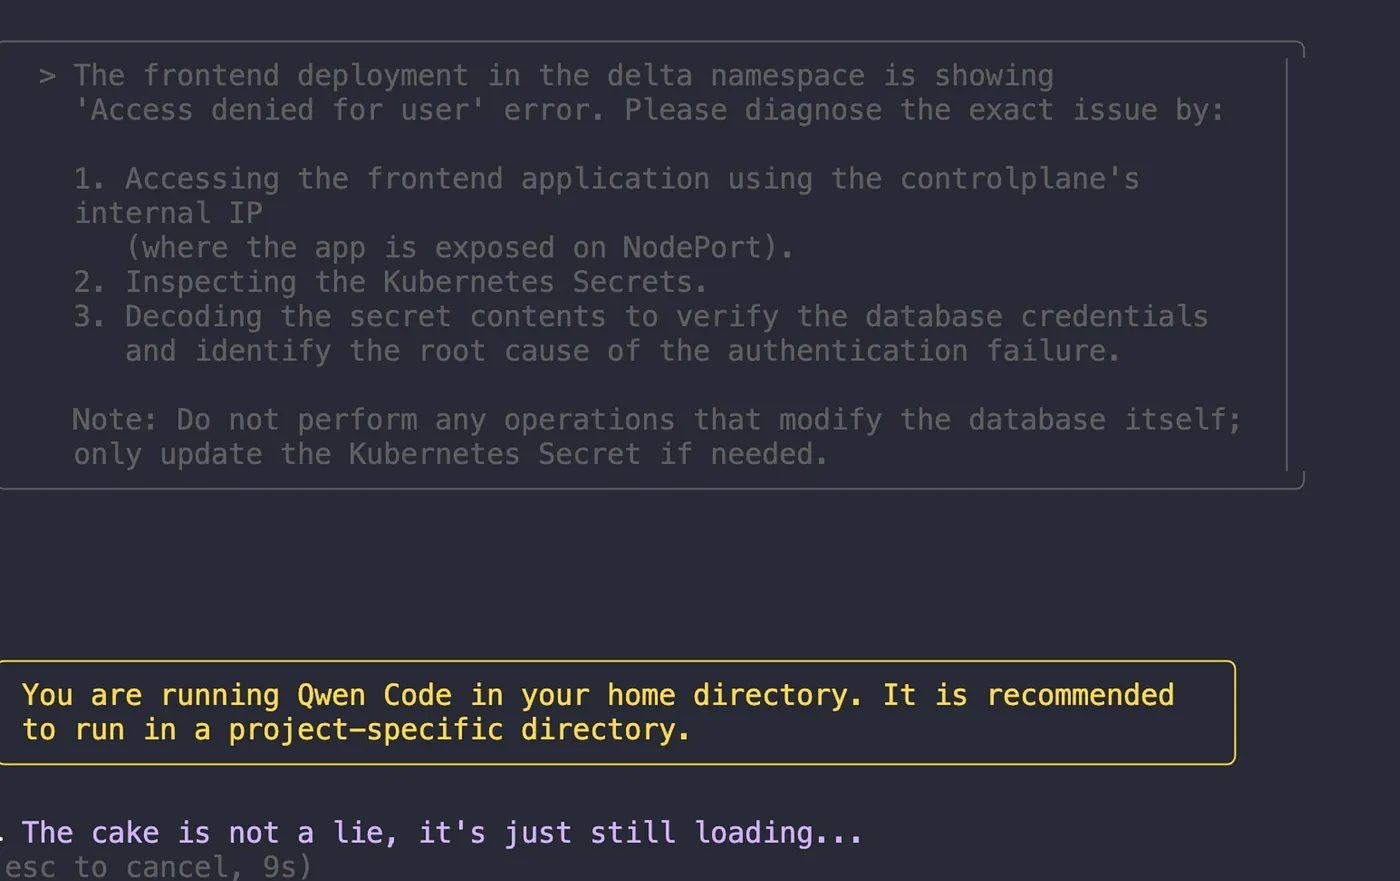 > The frontend deployment in the delta namespace is showing
'Access denied for user' error. Please diagnose the exact issue by:
1. Accessing the frontend application using the controlplane's
internal IP
(where the app is exposed on NodePort).
2. Inspecting the Kubernetes Secrets.
3. Decoding the secret contents to verify the database credentials
and identify the root cause of the authentication failure.
Note: Do not perform any operations that modify the database itself;
only update the Kubernetes Secret if needed.
You are running Qwen Code in your home directory. It is recommended
to run in a project-specific directory.
. The cake is not a lie, it's just still loading...
esc to cancel, 9s)